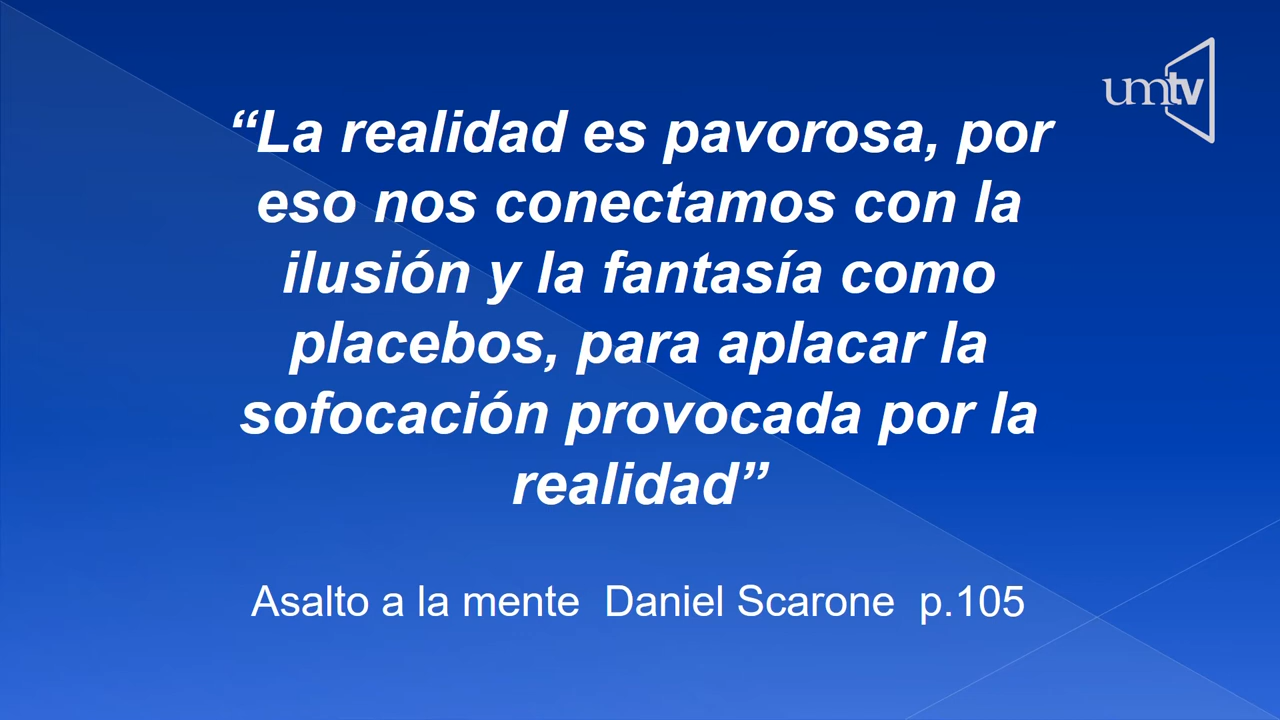 umtv
“La realidad es pavorosa, por
eso nos conectamos con la
ilusión y la fantasía como
placebos, para aplacar la
sofocación provocada por la
realidad”
Asalto a la mente  Daniel Scarone  p.105